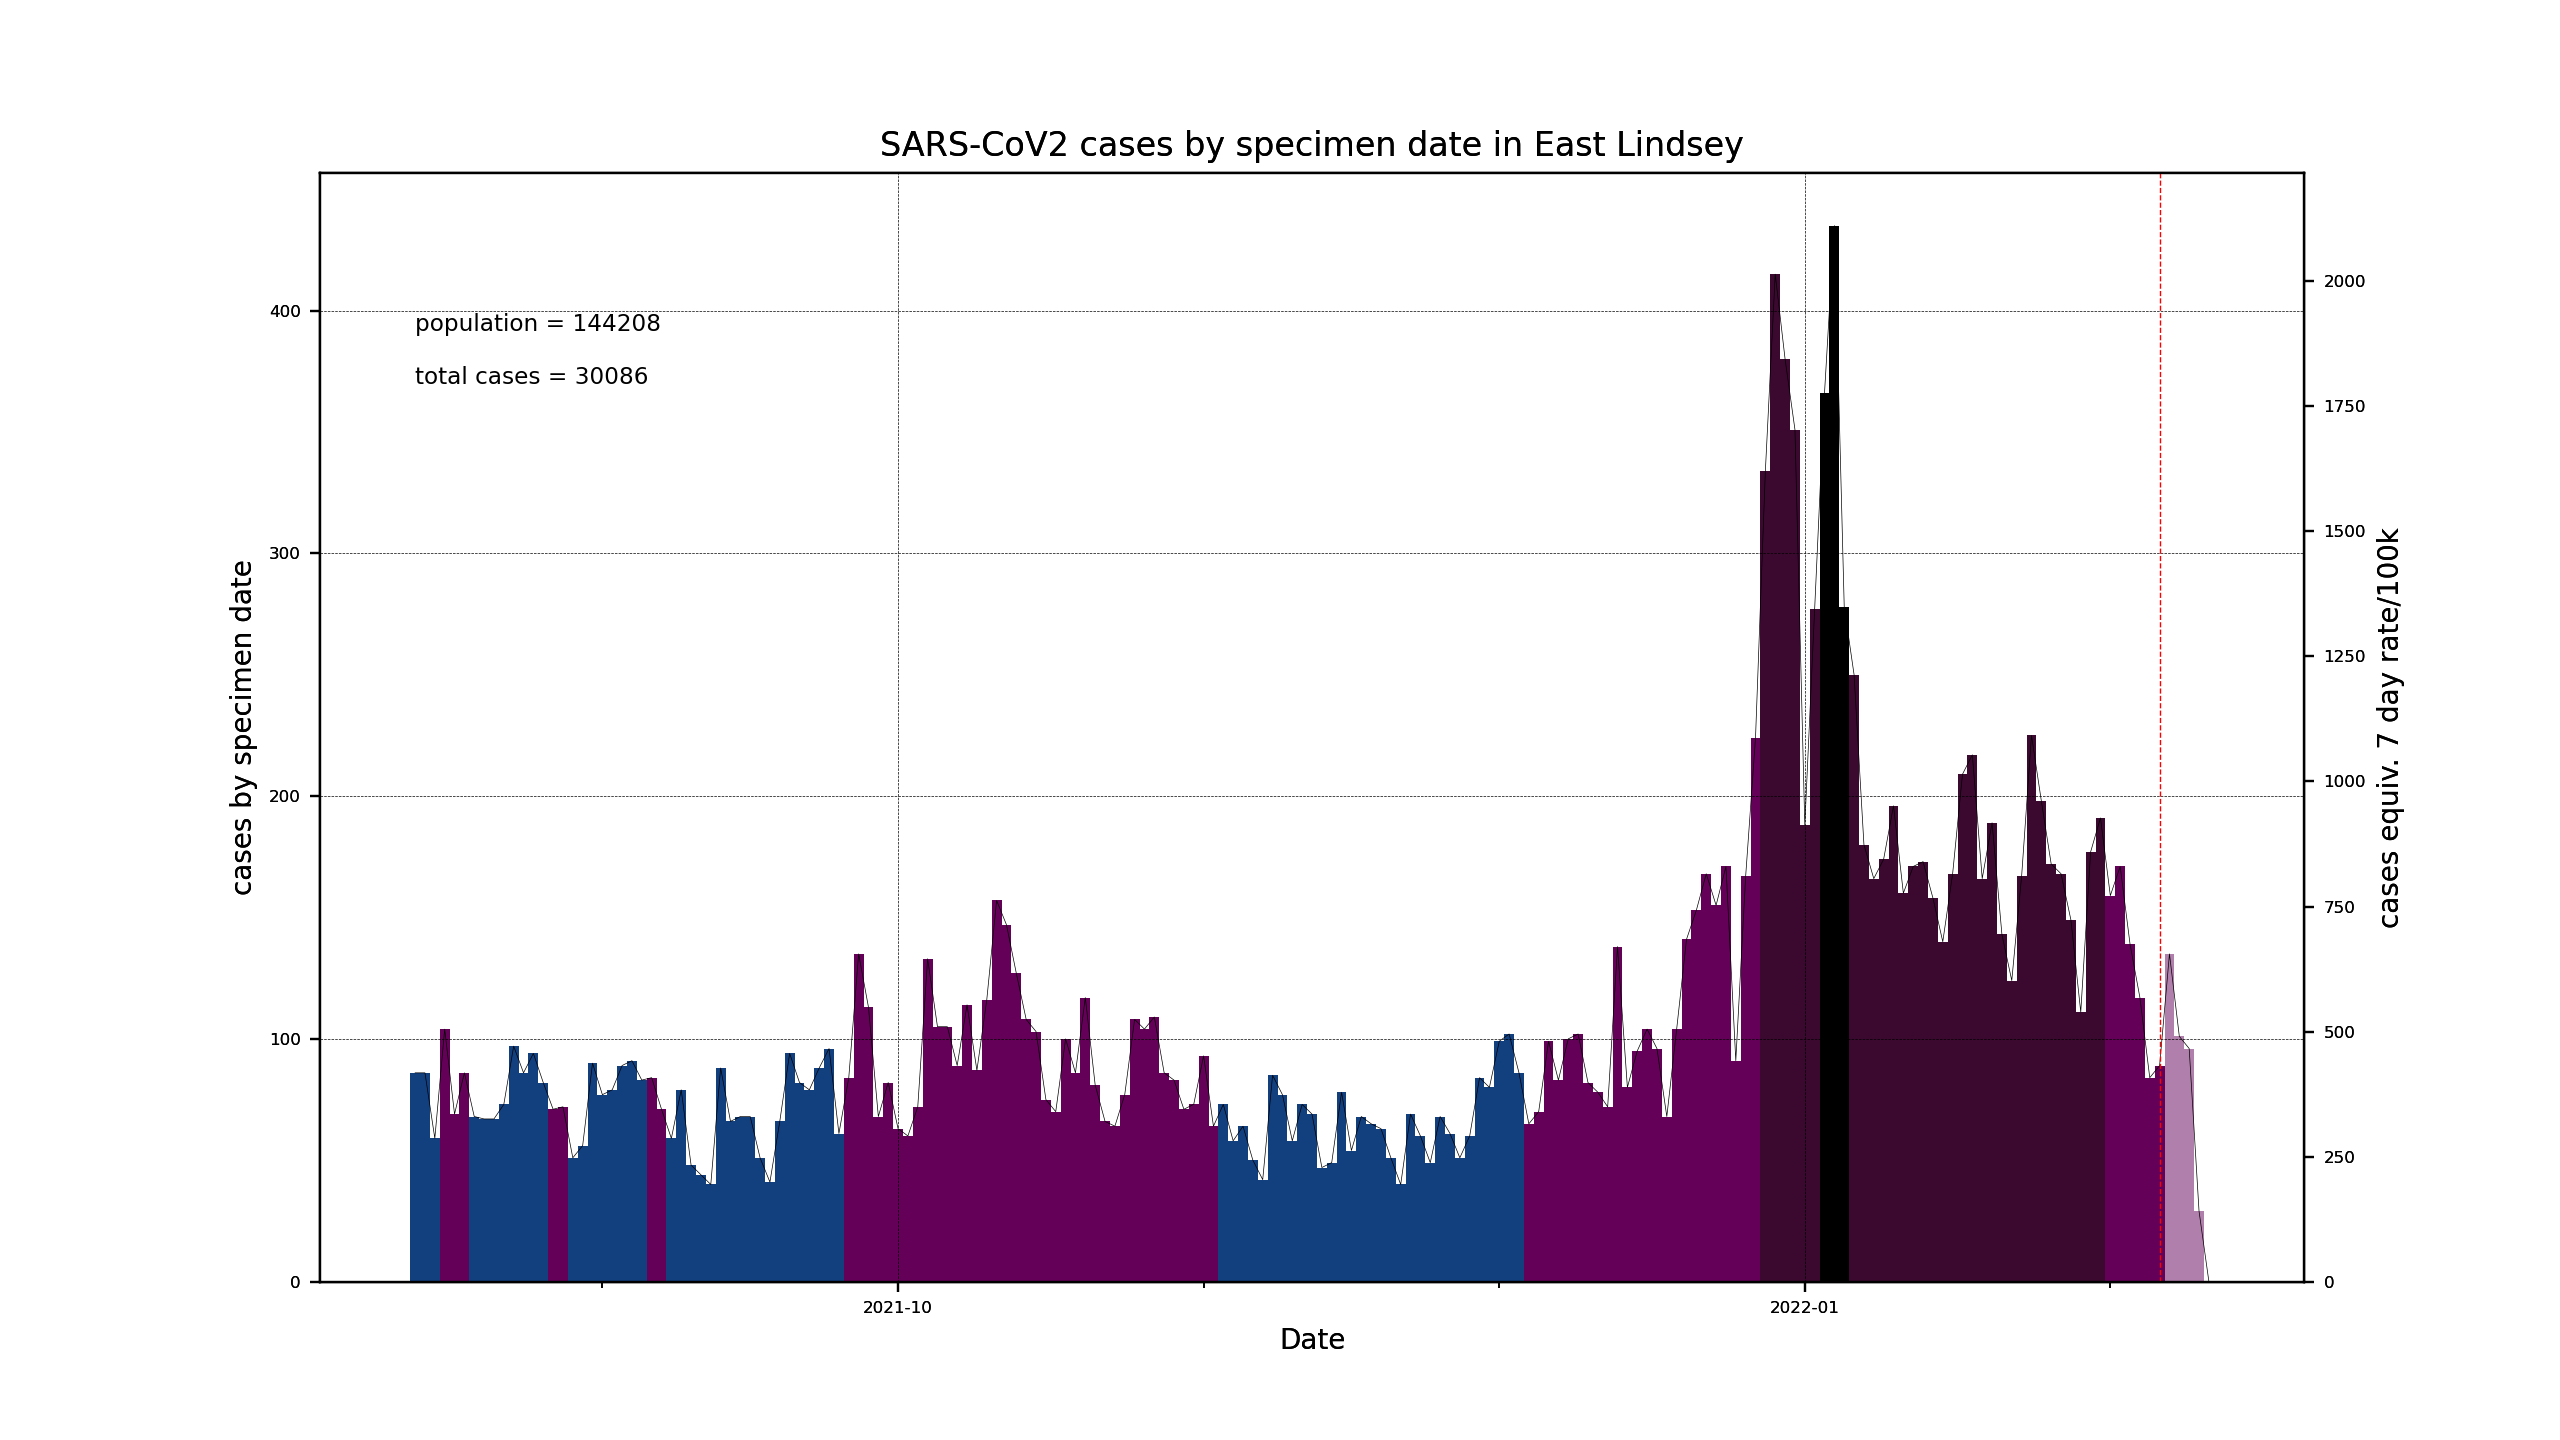 SARS-CoV2 cases by specimen date in East Lindsey
population = 144208
total cases = 30086
cases by specimen date
400
300
200
100
0
2000
1750
1500
1250
1000
750
500
250
0
cases equiv. 7 day rate/100k
2021-10
2022-01
Date